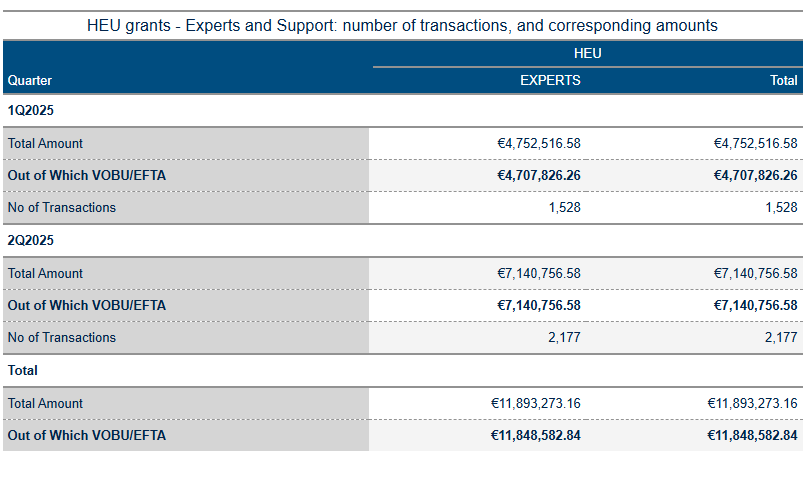 HEU grants - Experts and Support: number of transactions, and corresponding amounts
HEU
Quarter EXPERTS Total
1Q2025
Total Amount €4,752,516.58 €4,752,516.58
Out of Which VOBU/EFTA €4,707,826.26 €4,707,826.26
No of Transactions 1,528 1,528
2Q2025
Total Amount €7,140,756.58 €7,140,756.58
Out of Which VOBU/EFTA €7,140,756.58 €7,140,756.58
No of Transactions 2,177 2,177
Total
Total Amount €11,893,273.16 €11,893,273.16
Out of Which VOBU/EFTA €11,848,582.84 €11,848,582.84